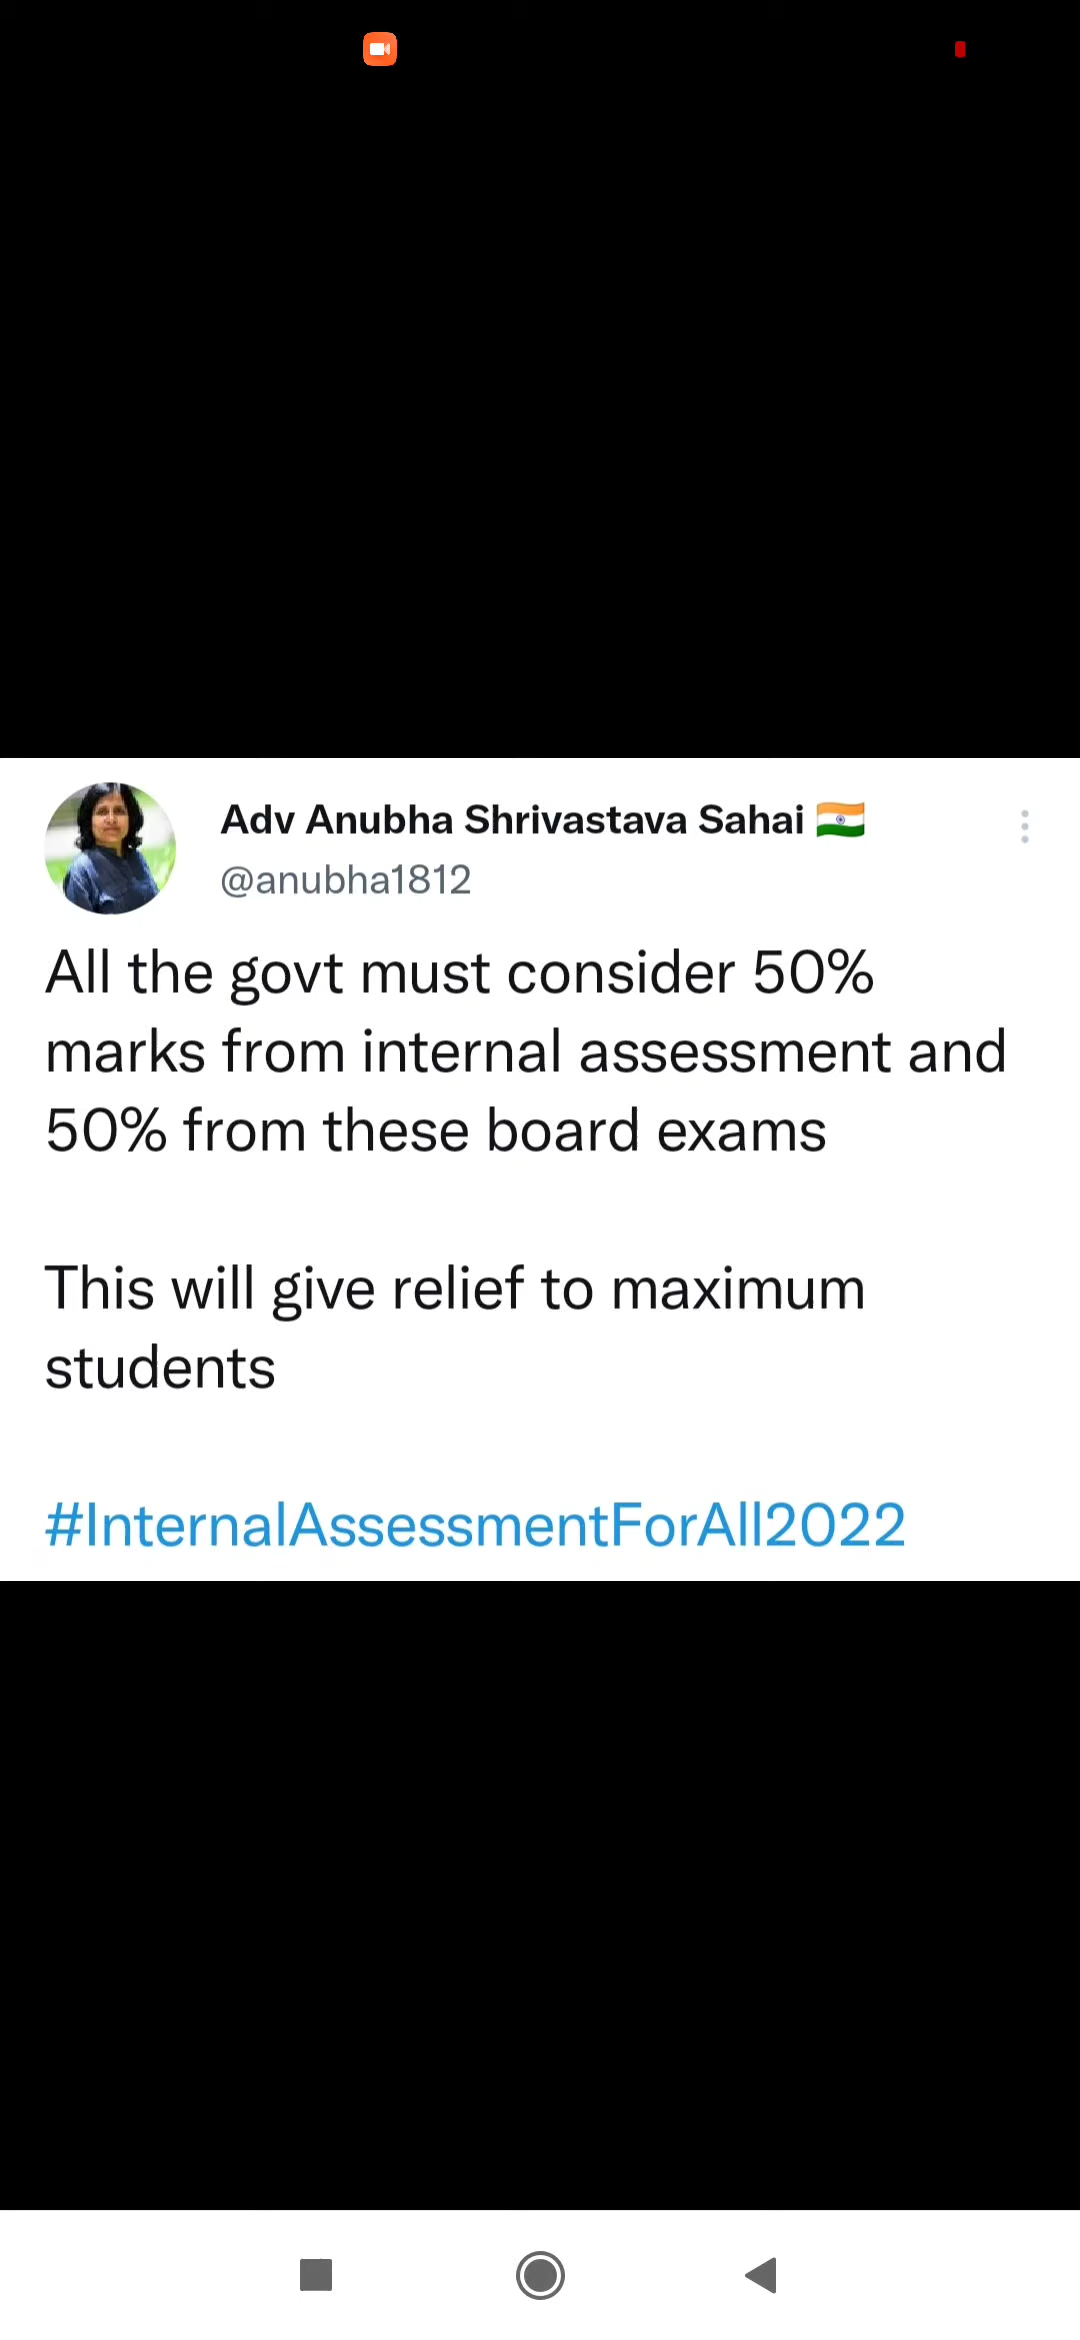 Adv Anubha Shrivastava Sahai 🇮🇳
@anubha1812
All the govt must consider 50%
marks from internal assessment and
50% from these board exams
This will give relief to maximum
students
#InternalAssessmentForAll2022